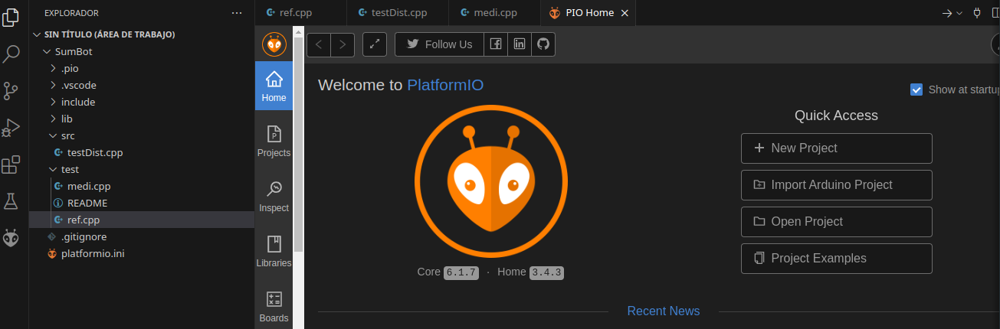 EXPLORADOR
SIN TÍTULO (ÁREA DE TRABAJO)
SumBot
.pio
.vscode
include
lib
src
testDist.cpp
test
medi.cpp
README
ref.cpp
.gitignore
platformio.ini
ref.cpp testDist.cpp medi.cpp PIO Home
Follow Us
Home
Projects
Inspect
Libraries
Boards
Welcome to PlatformIO
Show at startup
Core 6.1.7 · Home 3.4.3
Quick Access
New Project
Import Arduino Project
Open Project
Project Examples
Recent News